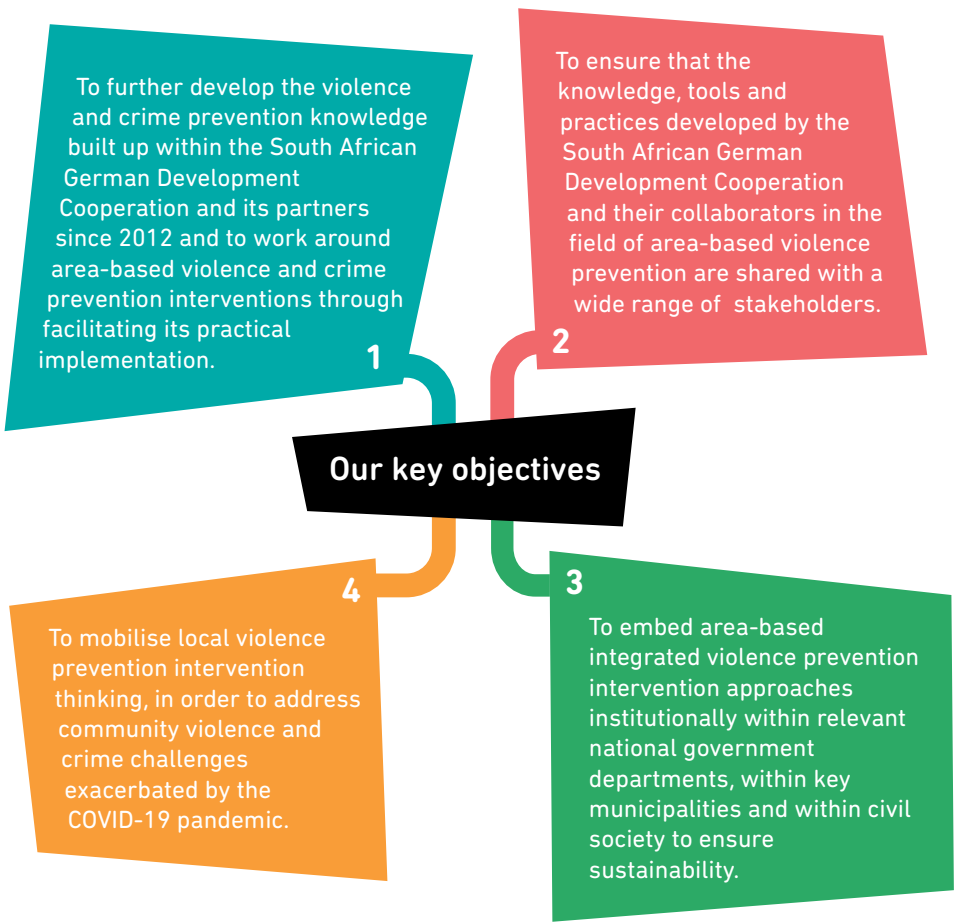 To further develop the violence
and crime prevention knowledge
built up within the South African
German Development
Cooperation and its partners
since 2012 and to work around
area-based violence and crime
prevention interventions through
facilitating its practical
implementation.
1
To ensure that the
knowledge, tools and
practices developed by the
South African German
Development Cooperation
and their collaborators in the
field of area-based violence
prevention are shared with a
wide range of stakeholders.
2
Our key objectives
3
To embed area-based
integrated violence prevention
intervention approaches
institutionally within relevant
national government
departments, within key
municipalities and within civil
society to ensure
sustainability.
4
To mobilise local violence
prevention intervention
thinking, in order to address
community violence and
crime challenges
exacerbated by the
COVID-19 pandemic.